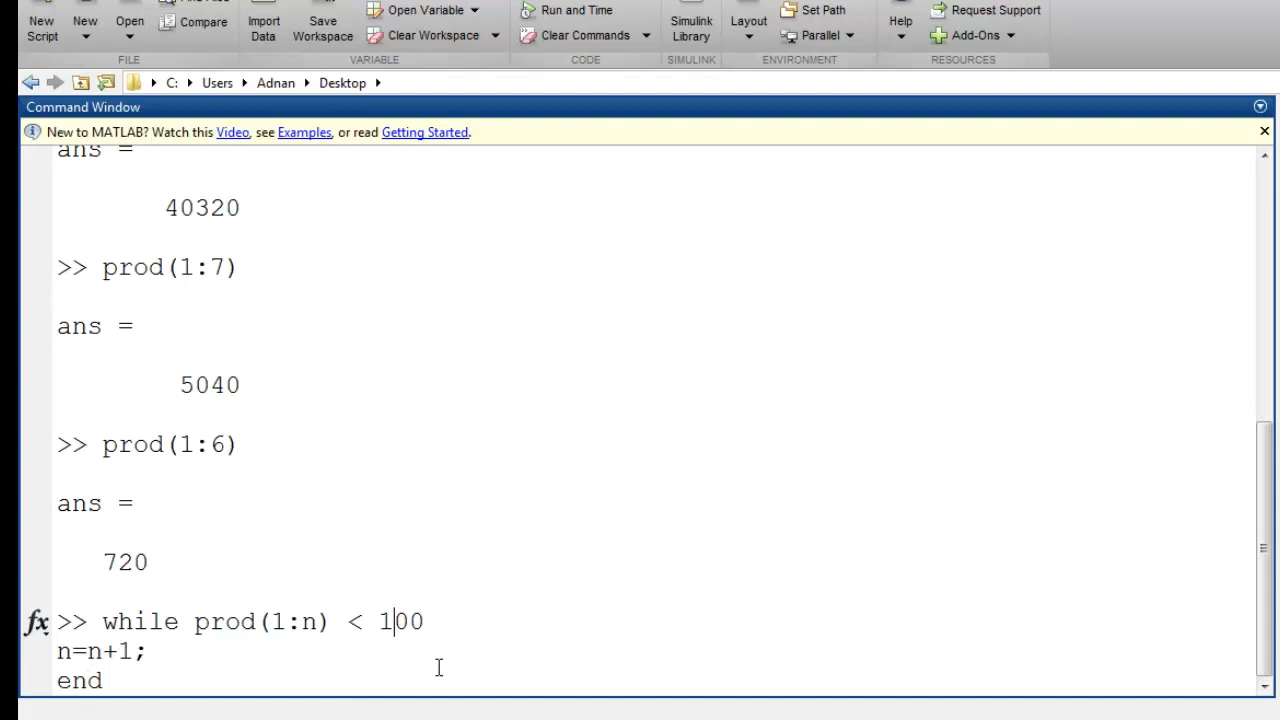 Compare
New
Script
New
Open
FILE
Import
Data
Save
Workspace
Open Variable
Clear Workspace
VARIABLE
Run and Time
Clear Commands
CODE
Simulink
Library
SIMULINK
Layout
Set Path
Parallel
ENVIRONMENT
Help
Request Support
Add-Ons
RESOURCES
C: Users Adnan Desktop
Command Window
New to MATLAB? Watch this Video, see Examples, or read Getting Started.
ans =
40320
>> prod(1:7)
ans =
5040
>> prod(1:6)
ans =
720
fx >> while prod(1:n) < 100
n=n+1;
end